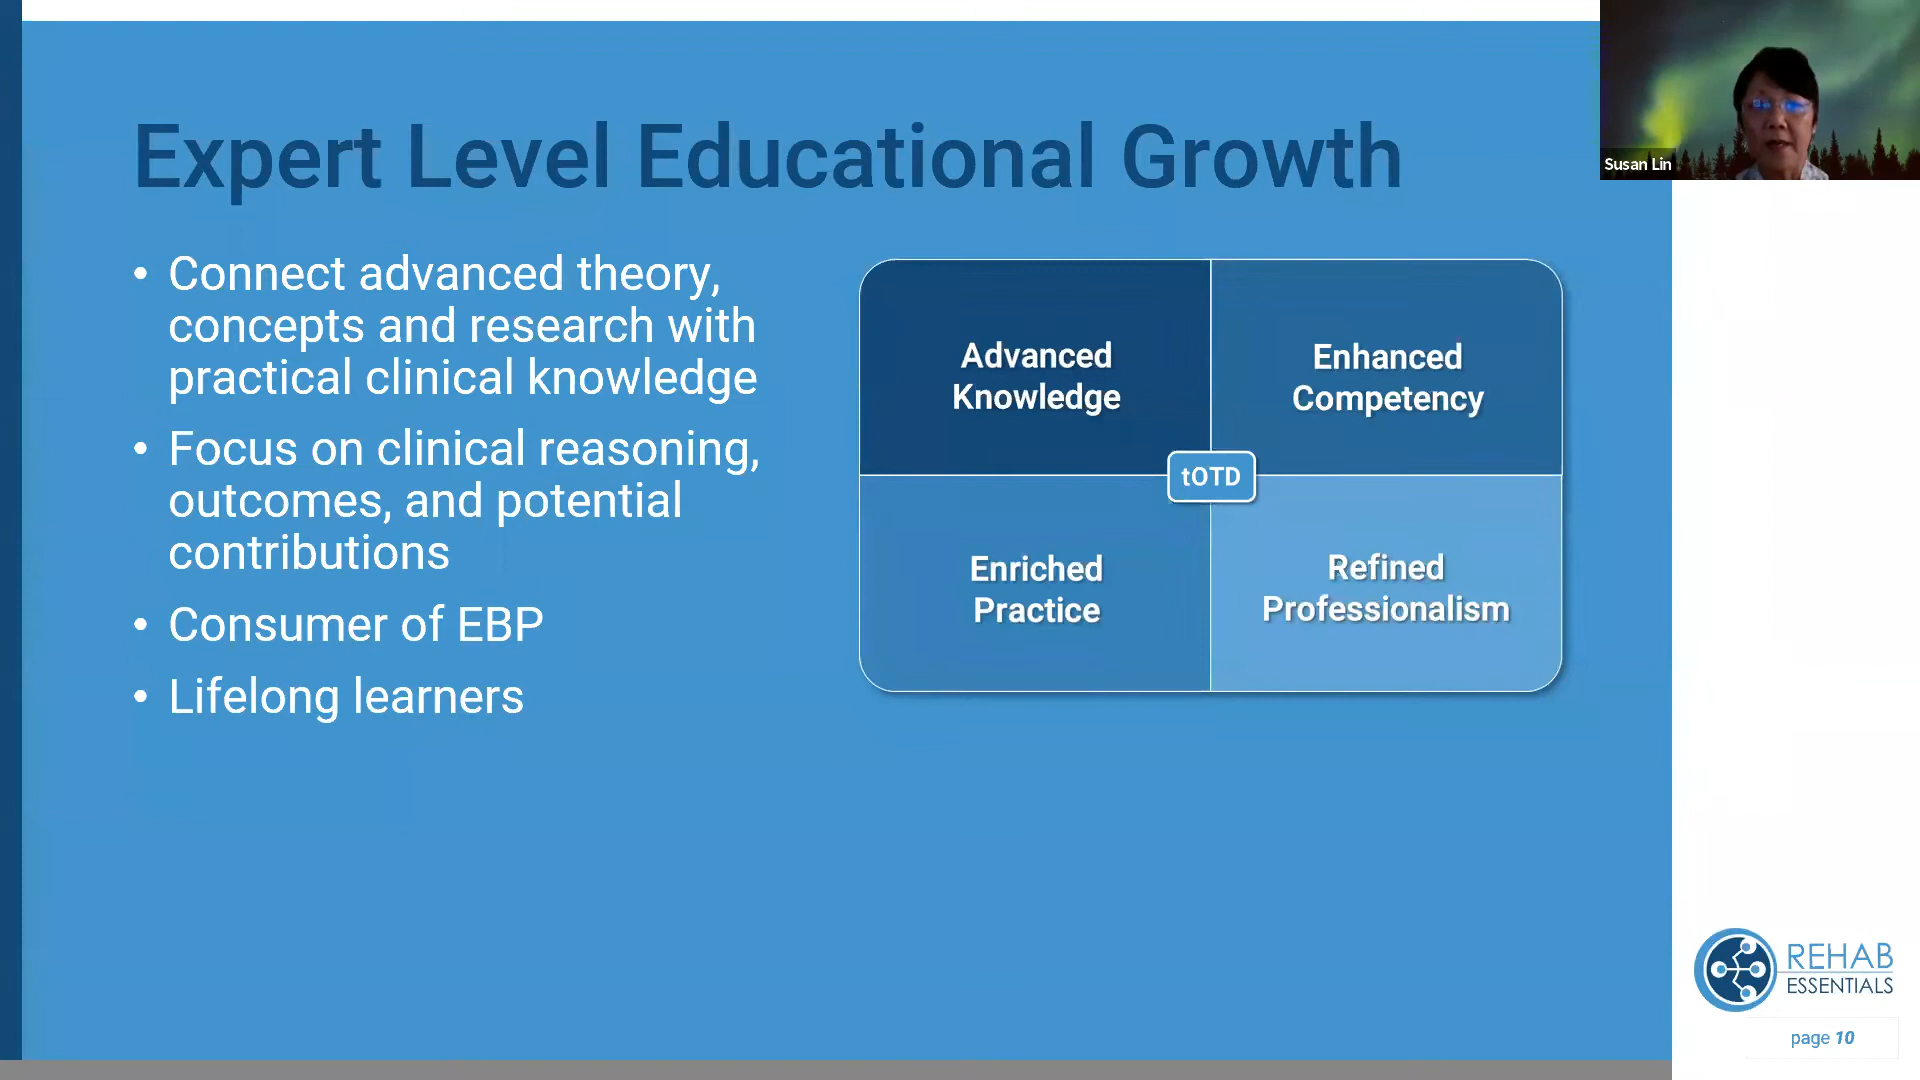 Expert Level Educational Growth
• Connect advanced theory,
concepts and research with
practical clinical knowledge
• Focus on clinical reasoning,
outcomes, and potential
contributions
• Consumer of EBP
• Lifelong learners
Advanced
Knowledge
Enhanced
Competency
tOTD
Enriched
Practice
Refined
Professionalism
Susan Lin
REHAB
ESSENTIALS
page 10